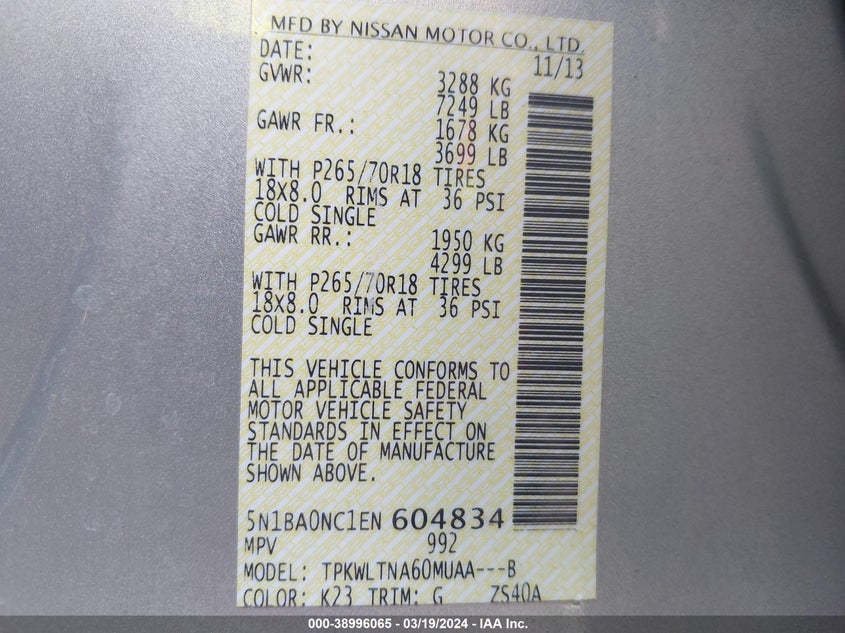 MFD BY NISSAN MOTOR CO., LTD.
DATE: 11/13
GVWR: 3288 KG
7249 LB
GAWR FR.: 1678 KG
3699 LB
WITH P265/70R18 TIRES
18X8.0 RIMS AT 36 PSI
COLD SINGLE
GAWR RR.: 1950 KG
4299 LB
WITH P265/70R18 TIRES
18X8.0 RIMS AT 36 PSI
COLD SINGLE
THIS VEHICLE CONFORMS TO
ALL APPLICABLE FEDERAL
MOTOR VEHICLE SAFETY
STANDARDS IN EFFECT ON
THE DATE OF MANUFACTURE
SHOWN ABOVE.
5N1BA0NC1EN 604834
MPV 992
MODEL: TPKWLTNA60MUAA---B
COLOR: K23 TRIM: G ZS40A
000-38996065 - 03/19/2024 - IAA Inc.